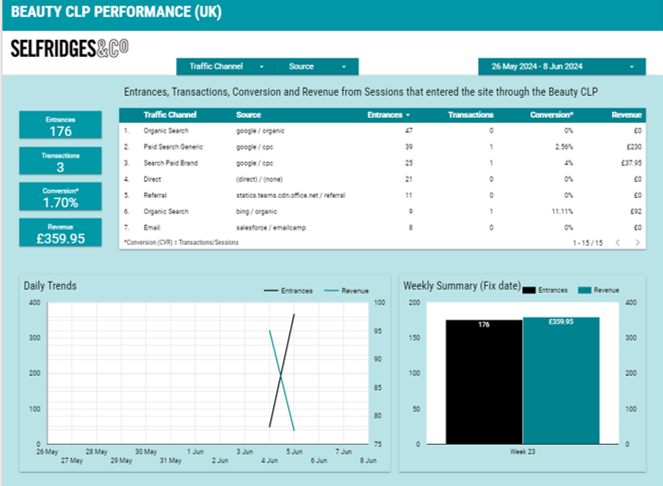 BEAUTY CLP PERFORMANCE (UK)
SELFRIDGES&CO
Traffic Channel Source 26 May 2024 - 8 Jun 2024
Entrances, Transactions, Conversion and Revenue from Sessions that entered the site through the Beauty CLP
Entrances
176
Transactions
3
Conversion*
1.70%
Revenue
£359.95
Traffic Channel Source Entrances Transactions Conversion* Revenue
1. Organic Search google / organic 47 0 0% £0
2. Paid Search Generic google / cpc 39 1 2.56% £230
3. Search Paid Brand google / cpc 25 1 4% £37.95
4. Direct (direct) / (none) 21 0 0% £0
5. Referral statics.teams.cdn.office.net / referral 11 0 0% £0
6. Organic Search bing / organic 9 1 11.11% £92
7. Email salesforce / emailcamp 8 0 0% £0
*Conversion (CVR) = Transactions/Sessions 1 - 15 / 15 < >
Daily Trends
Entrances Revenue
400 100
95
300 90
200 85
100 80
0 75
26 May 28 May 30 May 1 Jun 3 Jun 5 Jun 7 Jun
27 May 29 May 31 May 2 Jun 4 Jun 6 Jun 8 Jun
Weekly Summary (Fix date) Entrances Revenue
200 400
176 £359.95
150 300
100 200
50 100
0 0
Week 23